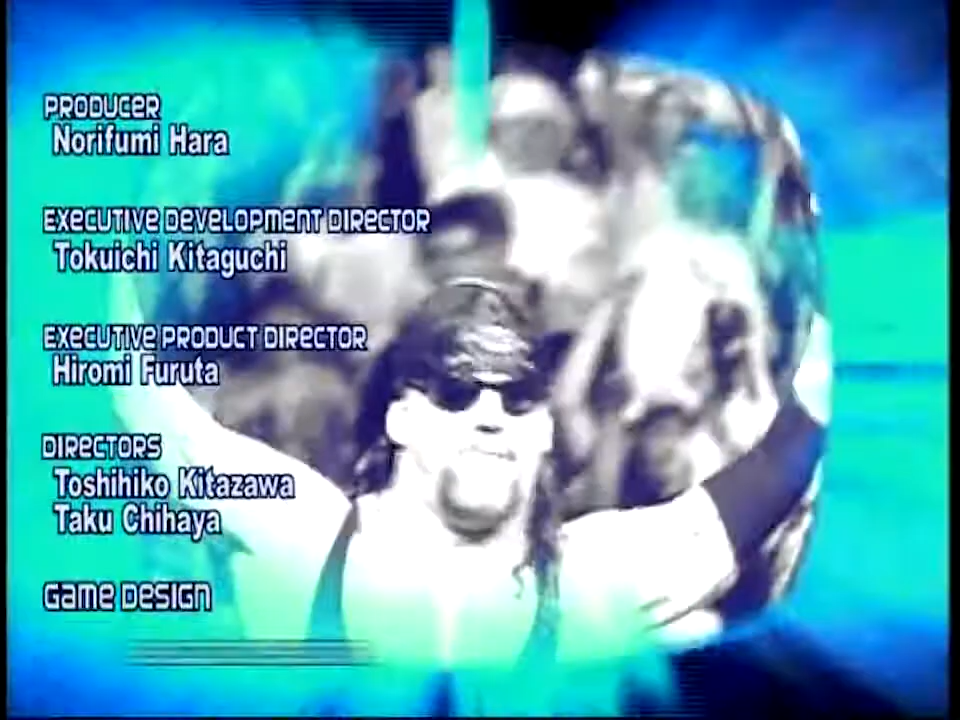 PRODUCER
Norifumi Hara
EXECUTIVE DEVELOPMENT DIRECTOR
Tokuichi Kitaguchi
EXECUTIVE PRODUCT DIRECTOR
Hiromi Furuta
DIRECTORS
Toshihiko Kitazawa
Taku Chihaya
GAME DESIGN